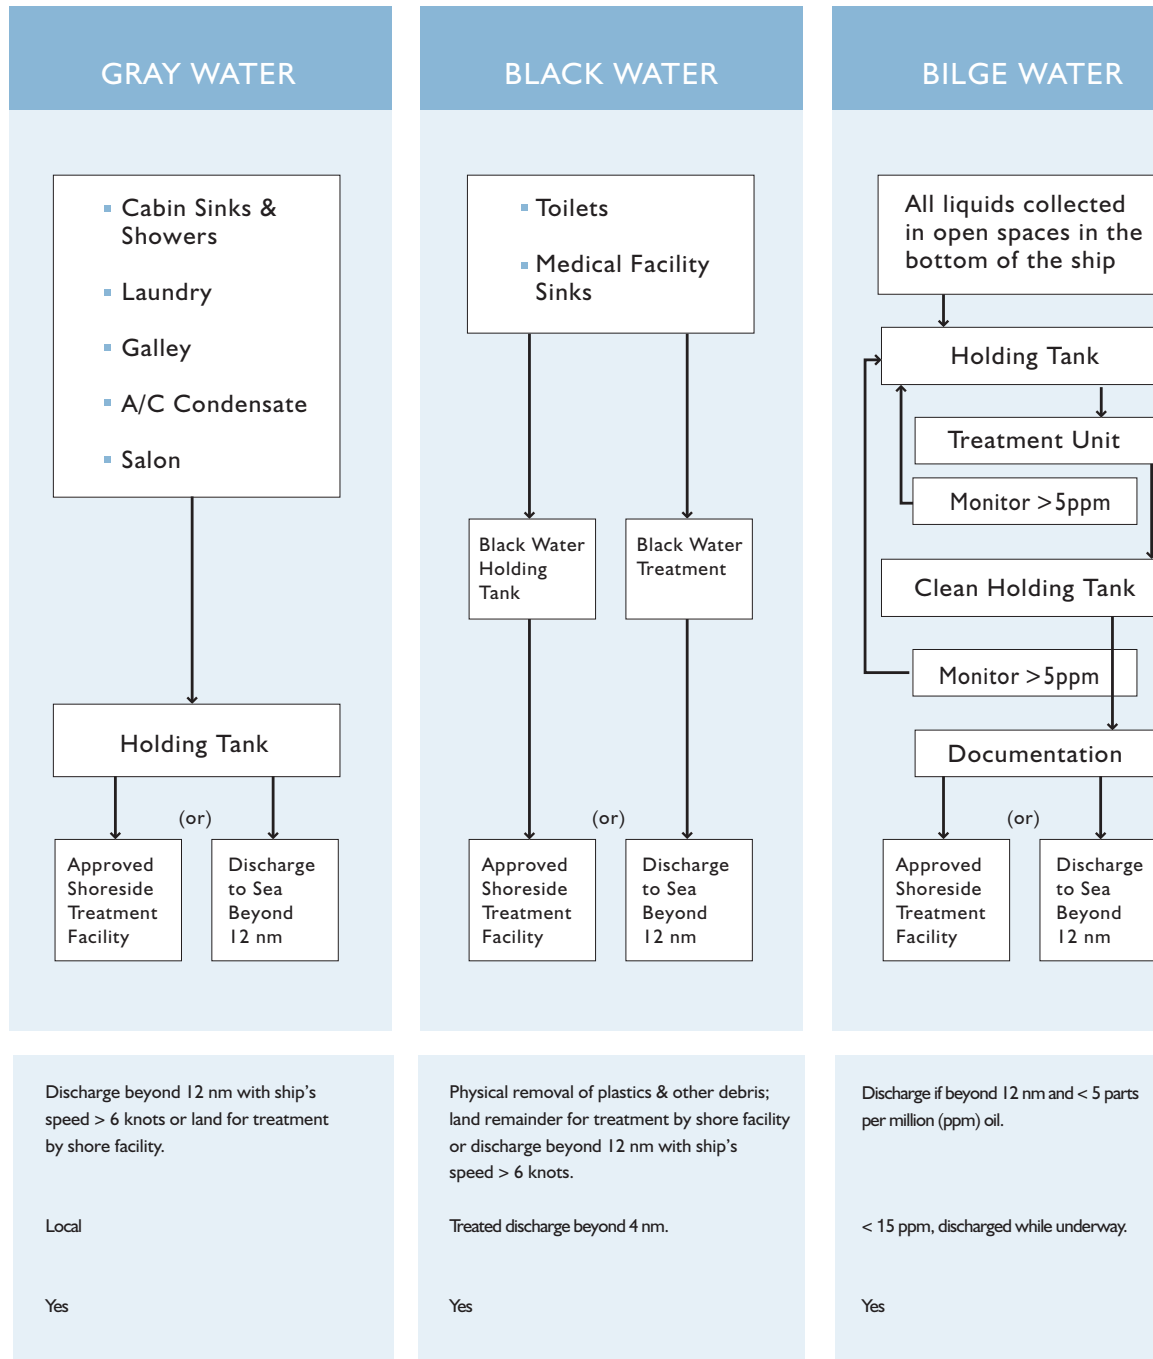 GRAY WATER
Cabin Sinks &
Showers
Laundry
Galley
A/C Condensate
Salon
Holding Tank
(or)
Approved
Shoreside
Treatment
Facility
Discharge
to Sea
Beyond
12 nm
BLACK WATER
Toilets
Medical Facility
Sinks
Black Water
Holding
Tank
Black Water
Treatment
(or)
Approved
Shoreside
Treatment
Facility
Discharge
to Sea
Beyond
12 nm
BILGE WATER
All liquids collected
in open spaces in the
bottom of the ship
Holding Tank
Treatment Unit
Monitor >5ppm
Clean Holding Tank
Monitor >5ppm
Documentation
(or)
Approved
Shoreside
Treatment
Facility
Discharge
to Sea
Beyond
12 nm
Discharge beyond 12 nm with ship's
speed > 6 knots or land for treatment
by shore facility.
Local
Yes
Physical removal of plastics & other debris;
land remainder for treatment by shore facility
or discharge beyond 12 nm with ship's
speed > 6 knots.
Treated discharge beyond 4 nm.
Yes
Discharge if beyond 12 nm and < 5 parts
per million (ppm) oil.
< 15 ppm, discharged while underway.
Yes